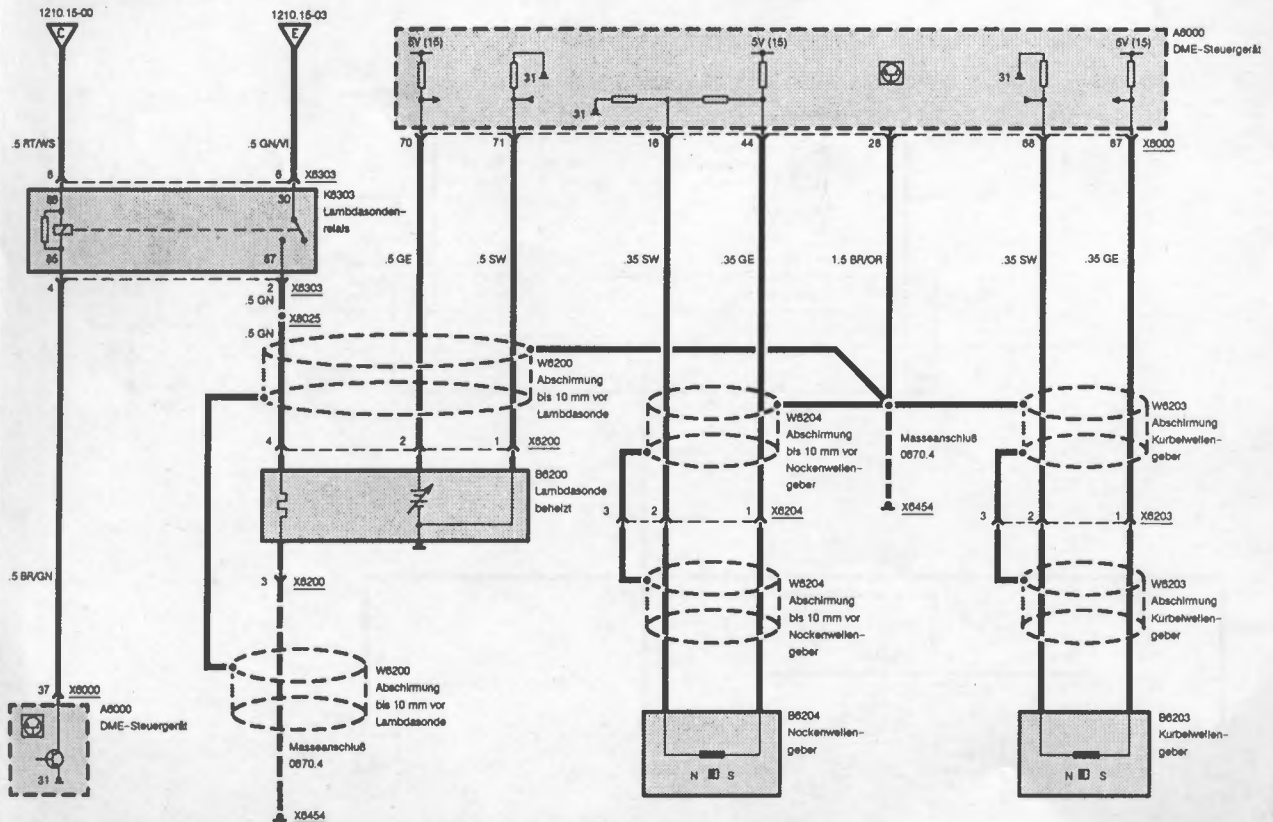 1210.15-00
C
1210.15-03
E
.5 RT/WS
.5 GN/VI
6
6
X6303
86
30
K6303
Lambdasonden-
relais
85
87
4
2
X6303
.5 GN
X8025
.5 GN
A6000
DME-Steuergerät
5V (15)
31
31
5V (15)
31
5V (15)
70
71
16
44
28
68
67
X6000
.5 GE
.5 SW
.35 SW
.35 GE
1.5 BR/OR
.35 SW
.35 GE
W6200
Abschirmung
bis 10 mm vor
Lambdasonde
W6204
Abschirmung
bis 10 mm vor
Nockenwellen-
geber
Masseanschluß
0670.4
X6454
W6203
Abschirmung
Kurbelwellen-
geber
4
2
1
X6200
B6200
Lambdasonde
beheizt
3
2
1
X6204
3
2
1
X6203
3
X6200
W6204
Abschirmung
bis 10 mm vor
Nockenwellen-
geber
W6203
Abschirmung
Kurbelwellen-
geber
.5 BR/GN
37
X6000
A6000
DME-Steuergerät
31
W6200
Abschirmung
bis 10 mm vor
Lambdasonde
Masseanschluß
0670.4
X6454
N
S
B6204
Nockenwellen-
geber
N
S
B6203
Kurbelwellen-
geber